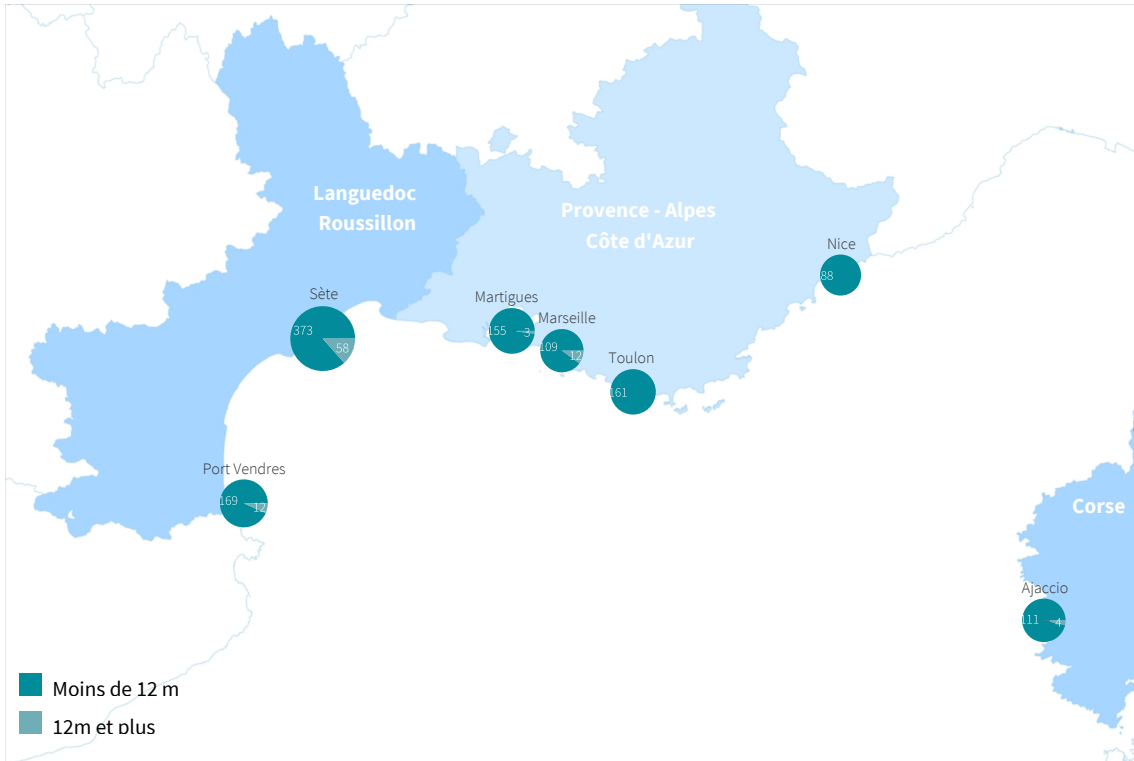 Languedoc
Roussillon
Provence - Alpes
Côte d'Azur
Nice
88
Sète
373
58
Martigues
155
3
Marseille
109
12
Toulon
161
Port Vendres
169
12
Corse
Ajaccio
111
4
Moins de 12 m
12m et plus